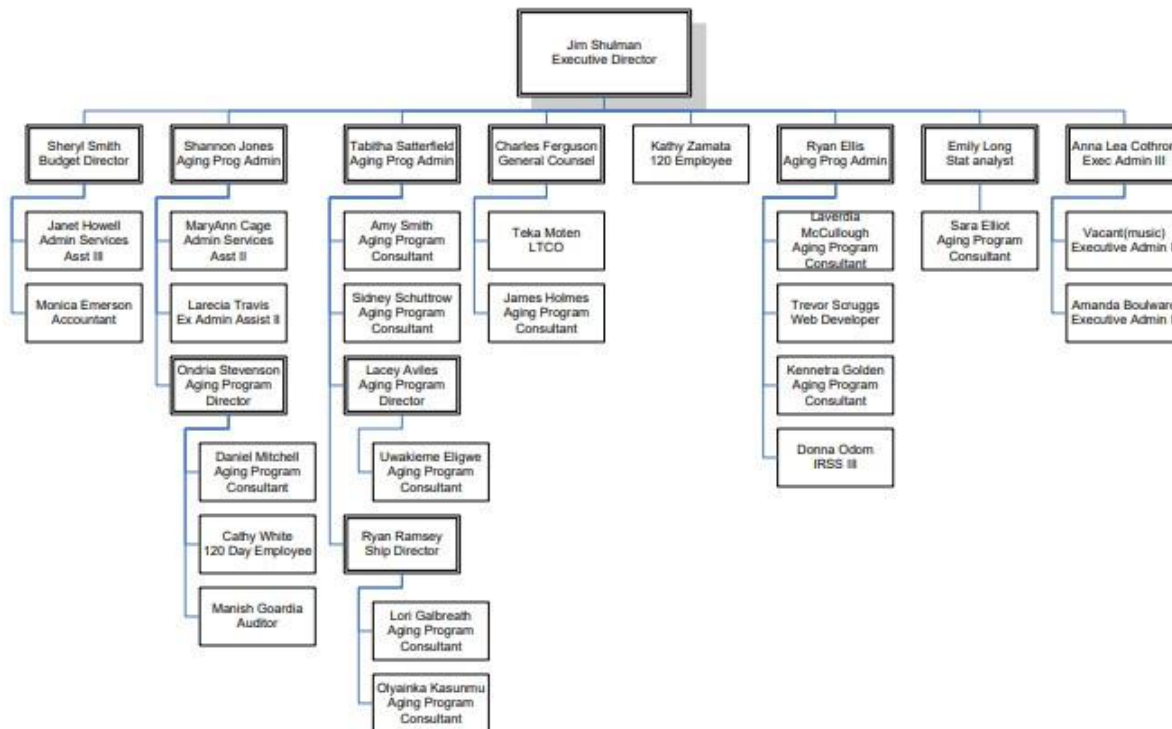 Jim Shulman
Executive Director
Sheryl Smith
Budget Director
Shannon Jones
Aging Prog Admin
Tabitha Satterfield
Aging Prog Admin
Charles Ferguson
General Counsel
Kathy Zamata
120 Employee
Ryan Ellis
Aging Prog Admin
Emily Long
Stat analyst
Anna Lea Cothron
Exec Admin III
Janet Howell
Admin Services
Asst III
MaryAnn Cage
Admin Services
Asst II
Amy Smith
Aging Program
Consultant
Teka Moten
LTCO
Laverdia
McCullough
Aging Program
Consultant
Sara Elliot
Aging Program
Consultant
Vacant(music)
Executive Admin
Monica Emerson
Accountant
Larecia Travis
Ex Admin Assist II
Sidney Schuttrow
Aging Program
Consultant
James Holmes
Aging Program
Consultant
Trevor Scruggs
Web Developer
Amanda Boulware
Executive Admin
Ondria Stevenson
Aging Program
Director
Lacey Aviles
Aging Program
Director
Kennetra Golden
Aging Program
Consultant
Daniel Mitchell
Aging Program
Consultant
Uwakieme Eligwe
Aging Program
Consultant
Donna Odom
IRSS III
Cathy White
120 Day Employee
Ryan Ramsey
Ship Director
Manish Goardia
Auditor
Lori Galbreath
Aging Program
Consultant
Olyainka Kasunmu
Aging Program
Consultant